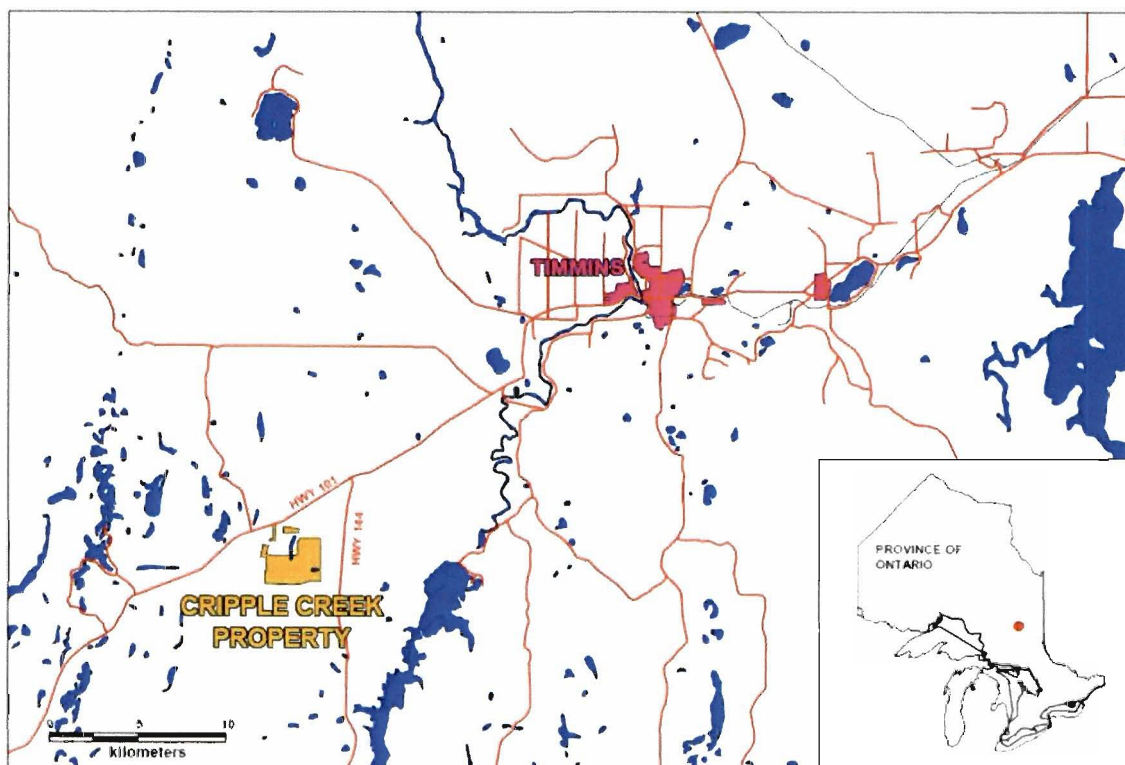 TIMMINS
HWY 101
HWY 144
CRIPPLE CREEK
PROPERTY
PROVINCE OF
ONTARIO
0 5 10
kilometers